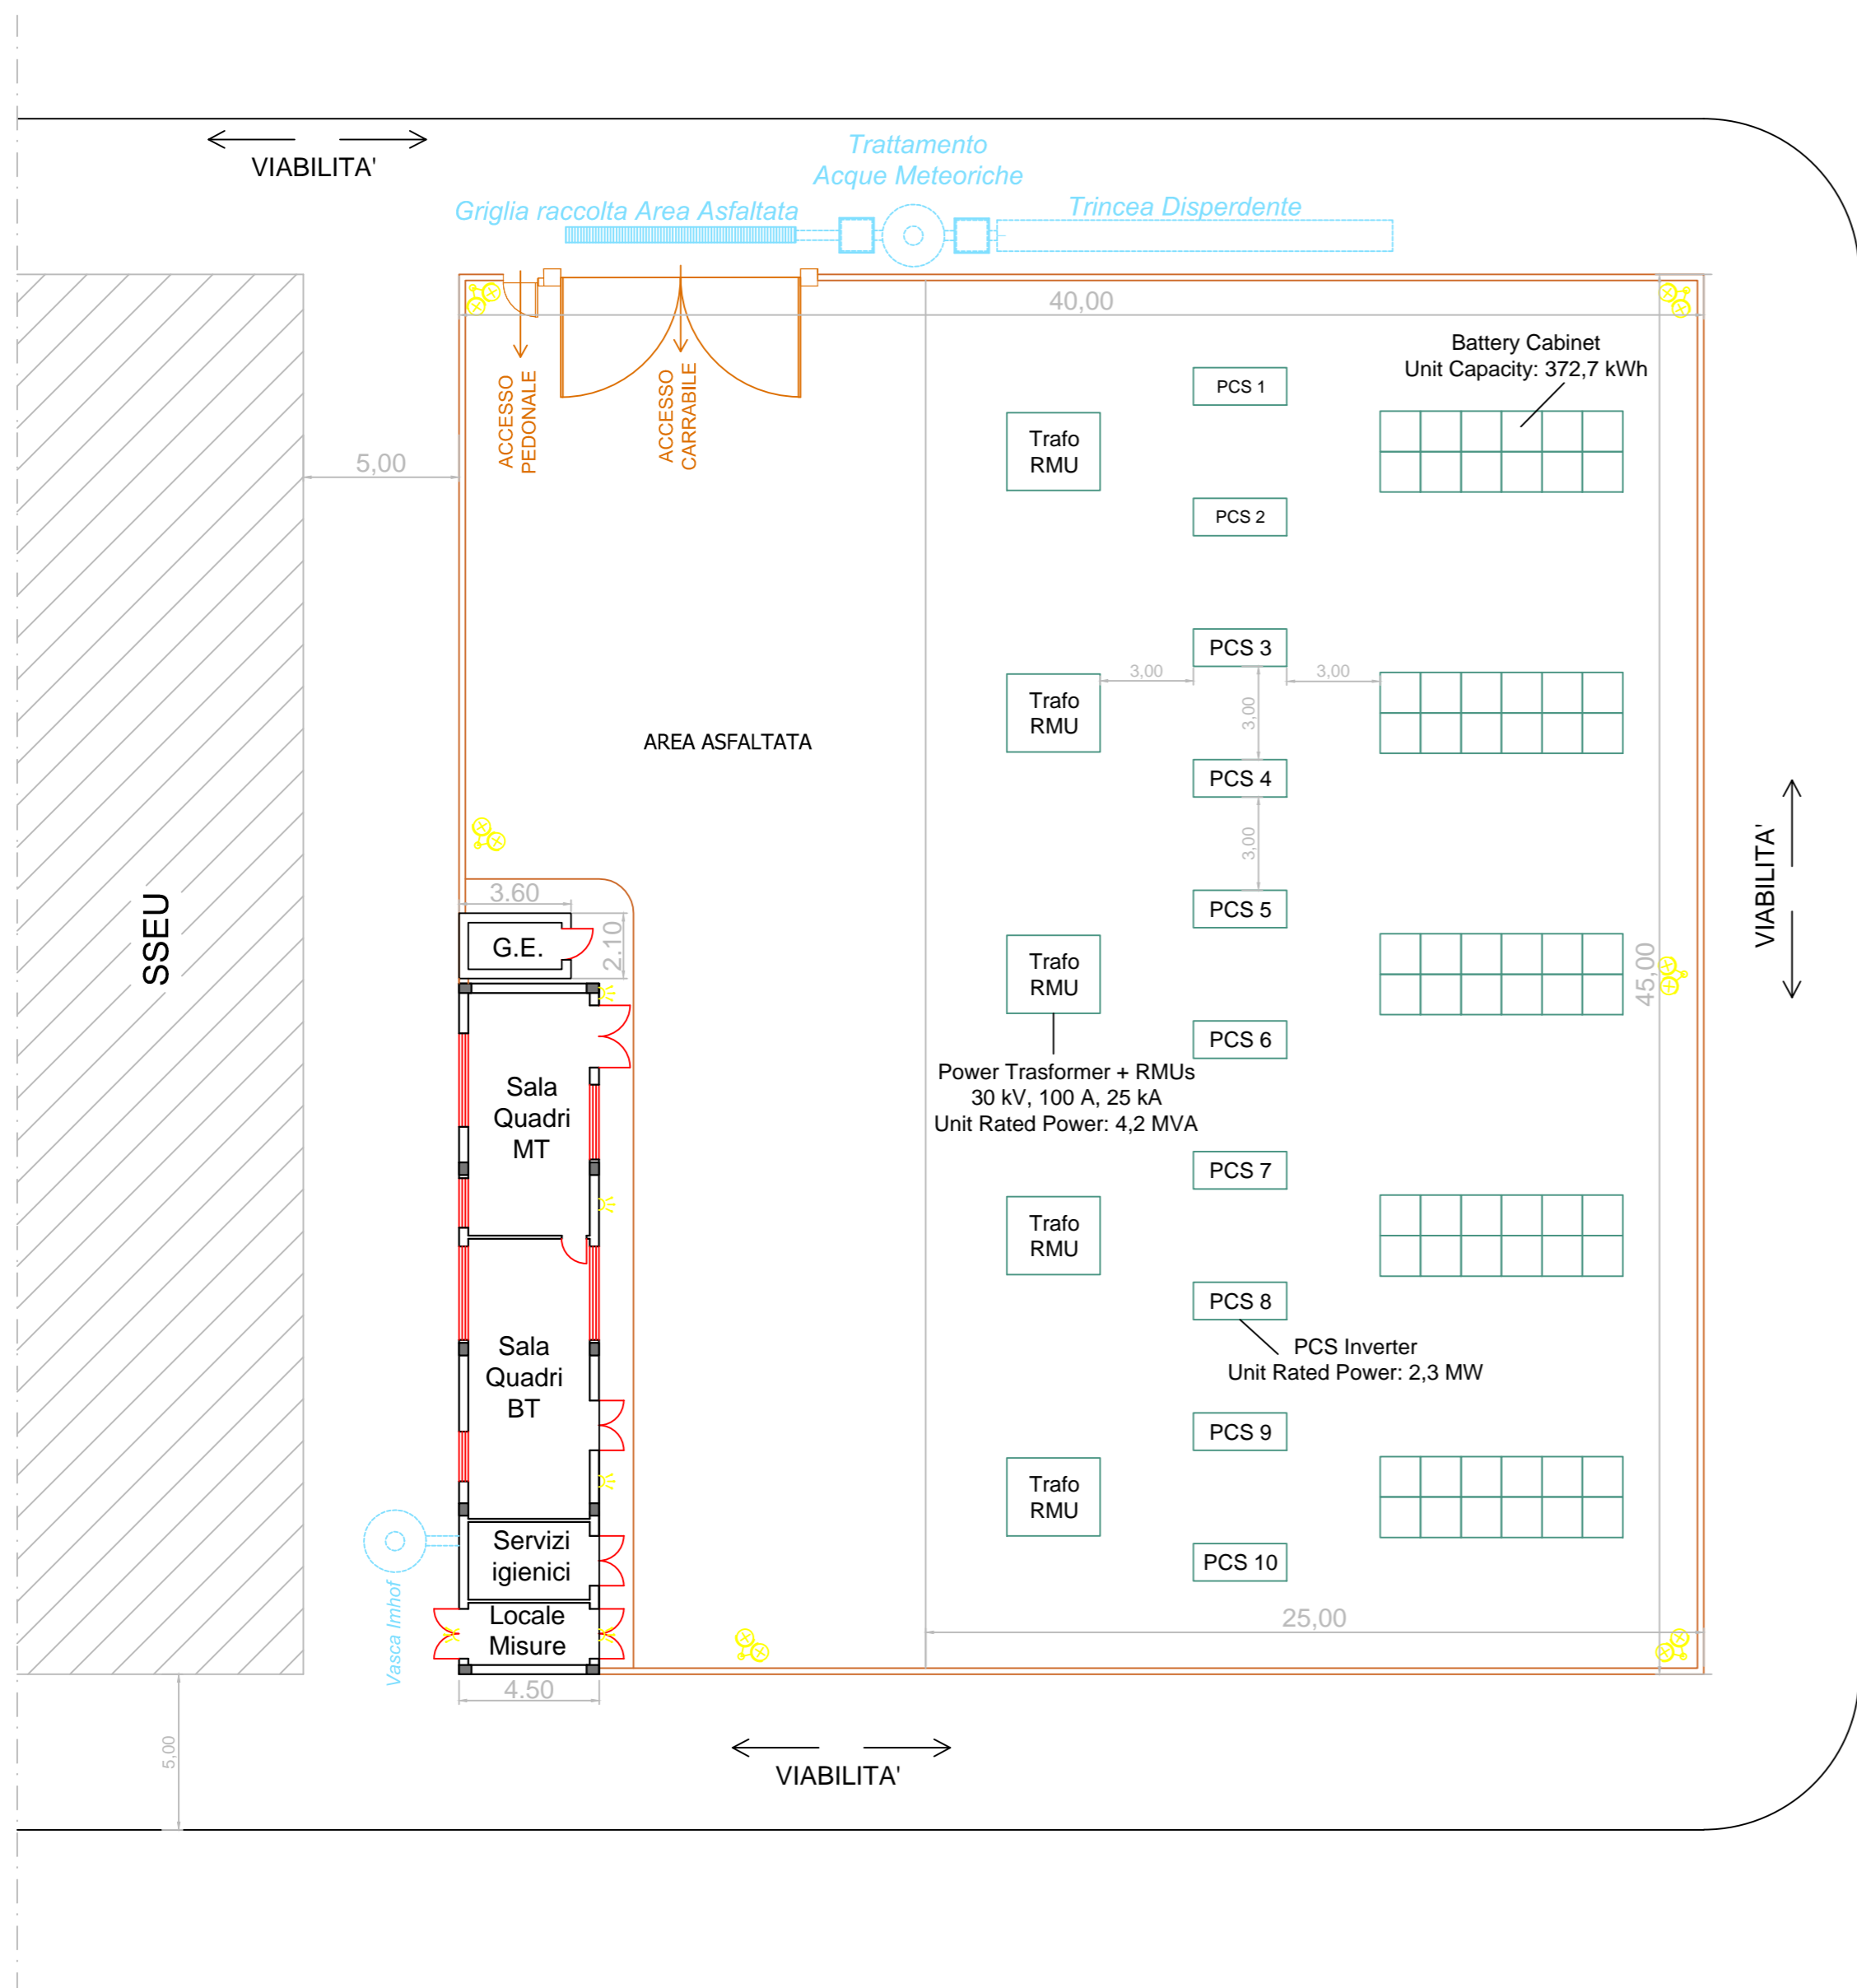 VIABILITA'
Trattamento
Acque Meteoriche
Griglia raccolta Area Asfaltata
Trincea Disperdente
40,00
ACCESSO
PEDONALE
ACCESSO
CARRABILE
Battery Cabinet
Unit Capacity: 372,7 kWh
PCS 1
Trafo
RMU
5,00
PCS 2
PCS 3
3,00
3,00
Trafo
RMU
3,00
AREA ASFALTATA
PCS 4
3,00
VIABILITA'
SSEU
3.60
PCS 5
G.E.
2.10
Trafo
RMU
45,00
PCS 6
Power Trasformer + RMUs
30 kV, 100 A, 25 kA
Unit Rated Power: 4,2 MVA
Sala
Quadri
MT
PCS 7
Trafo
RMU
PCS 8
PCS Inverter
Unit Rated Power: 2,3 MW
Sala
Quadri
BT
PCS 9
Trafo
RMU
Servizi
igienici
PCS 10
Vasca Imhof
Locale
Misure
25,00
4.50
5,00
VIABILITA'